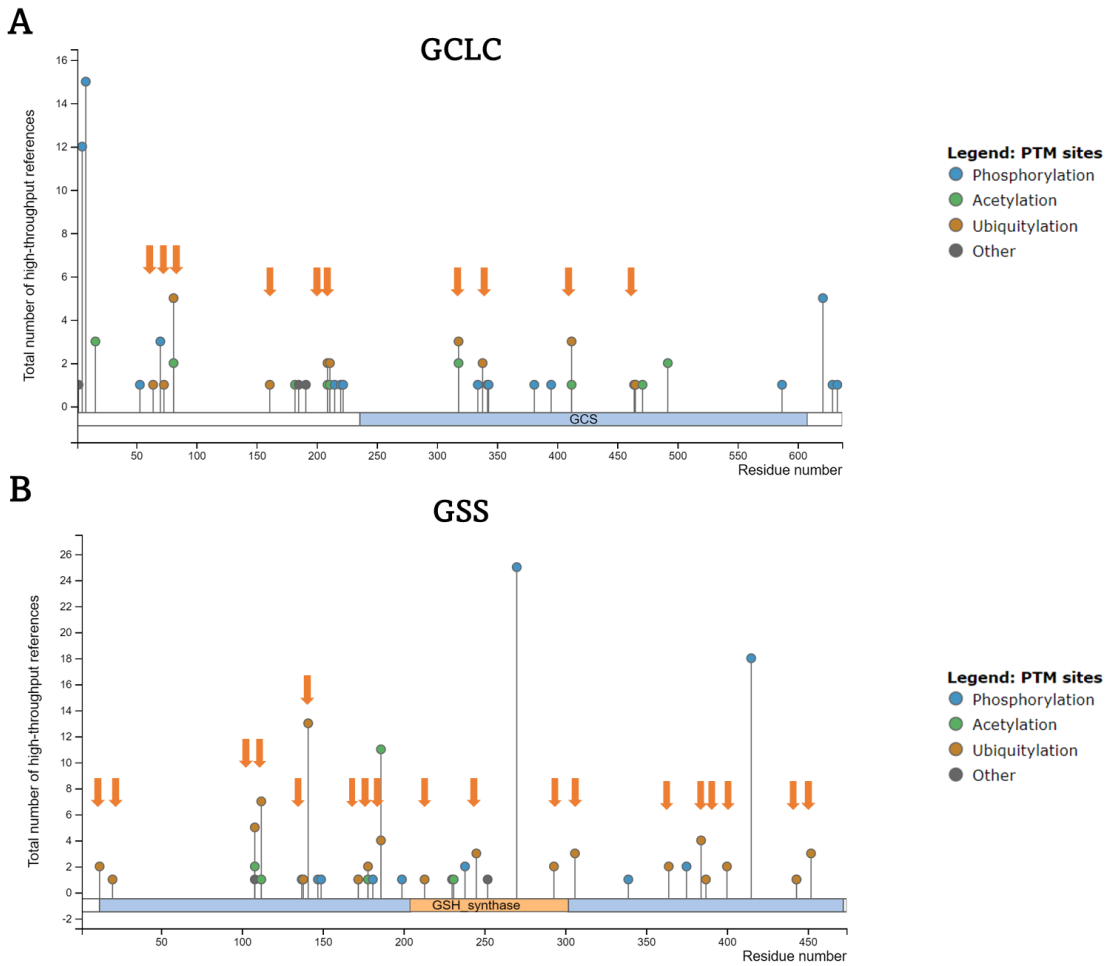 A
GCLC
Total number of high-throughput references
16
14
12
10
8
6
4
2
0
GCS
50 100 150 200 250 300 350 400 450 500 550 600
Residue number
Legend: PTM sites
Phosphorylation
Acetylation
Ubiquitylation
Other
B
GSS
Total number of high-throughput references
26
24
22
20
18
16
14
12
10
8
6
4
2
0
-2
GSH_synthase
50 100 150 200 250 300 350 400 450
Residue number
Legend: PTM sites
Phosphorylation
Acetylation
Ubiquitylation
Other